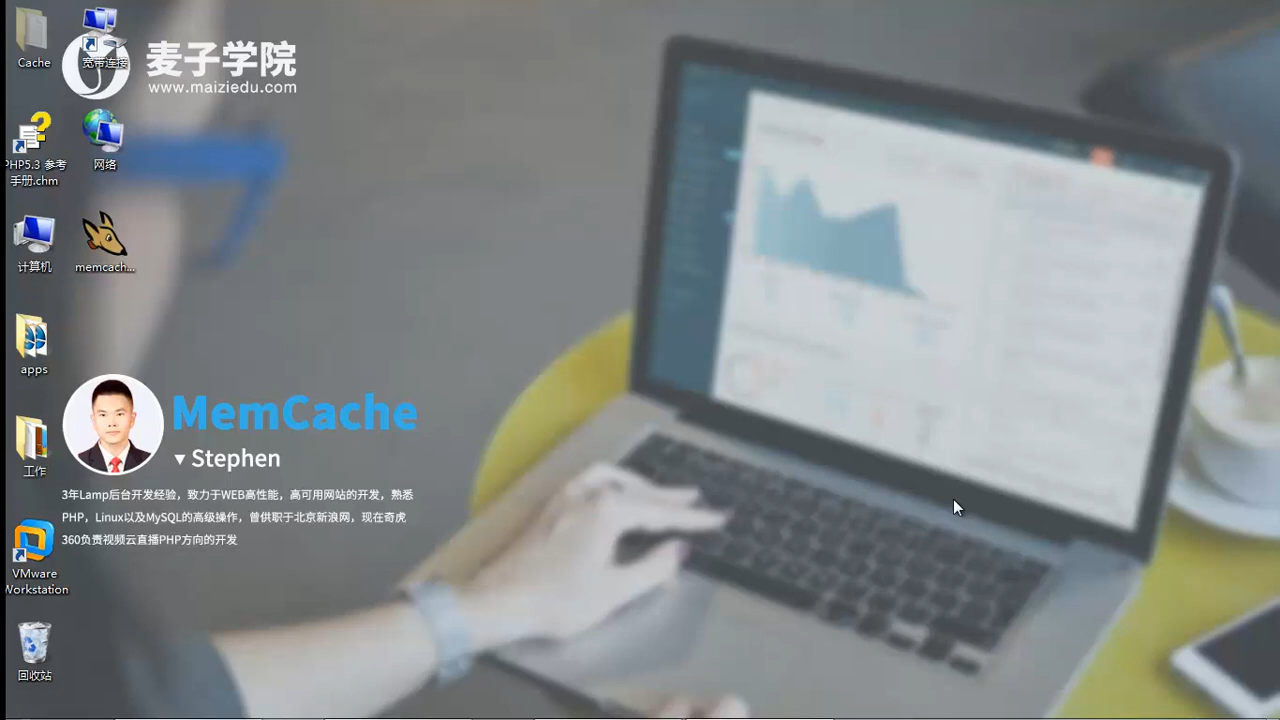 Cache
宽带连接
麦子学院
www.maiziedu.com
PHP5.3 参考
手册.chm
网络
计算机
memcach...
apps
MemCache
Stephen
工作
3年Lamp后台开发经验，致力于WEB高性能，高可用网站的开发，熟悉
PHP，Linux以及MySQL的高级操作，曾供职于北京新浪网，现在奇虎
360负责视频云直播PHP方向的开发
VMware
Workstation
回收站